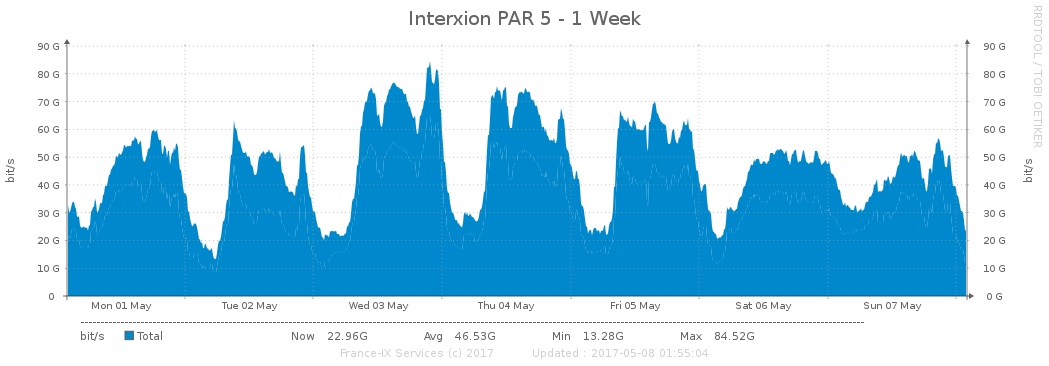 Interxion PAR 5 - 1 Week
RRDTOOL / TOBI OETIKER
90 G 90 G
80 G 80 G
70 G 70 G
60 G 60 G
50 G 50 G
40 G 40 G
30 G 30 G
20 G 20 G
10 G 10 G
0 0 G
bit/s
bit/s
Mon 01 May Tue 02 May Wed 03 May Thu 04 May Fri 05 May Sat 06 May Sun 07 May
bit/s Total Now 22.96G Avg 46.53G Min 13.28G Max 84.52G
France-IX Services (c) 2017 Updated : 2017-05-08 01:55:04